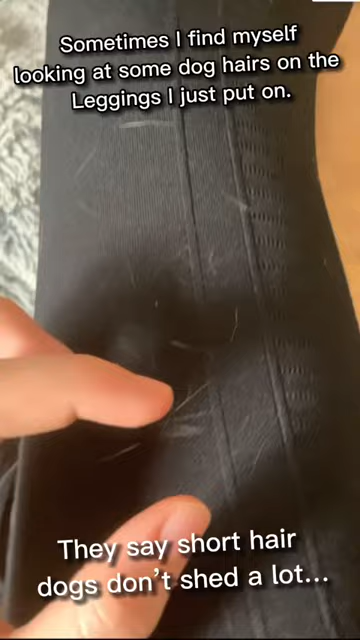 Sometimes I find myself
looking at some dog hairs on the
Leggings I just put on.
They say short hair
dogs don't shed a lot...